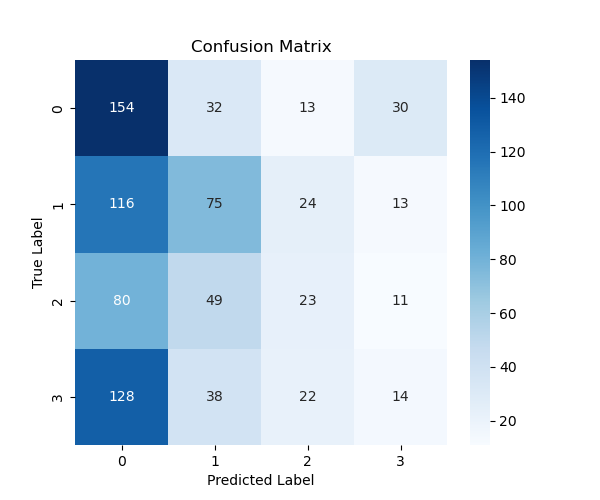 Confusion Matrix
True Label
0 154 32 13 30
1 116 75 24 13
2 80 49 23 11
3 128 38 22 14
0 1 2 3
Predicted Label
140
120
100
80
60
40
20